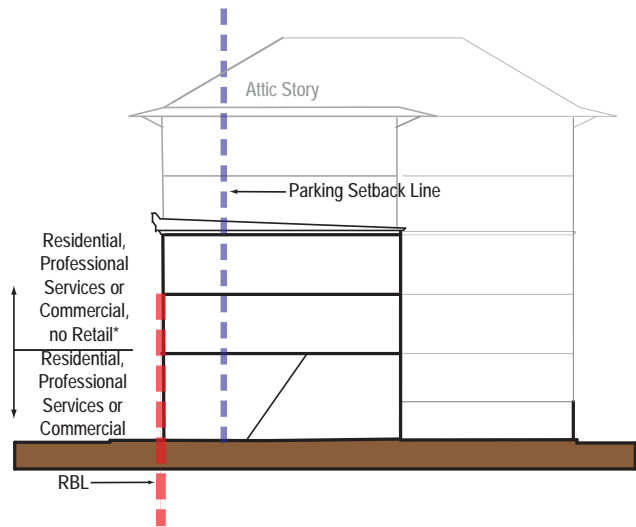 Attic Story
Parking Setback Line
Residential,
Professional
Services or
Commercial,
no Retail*
Residential,
Professional
Services or
Commercial
RBL